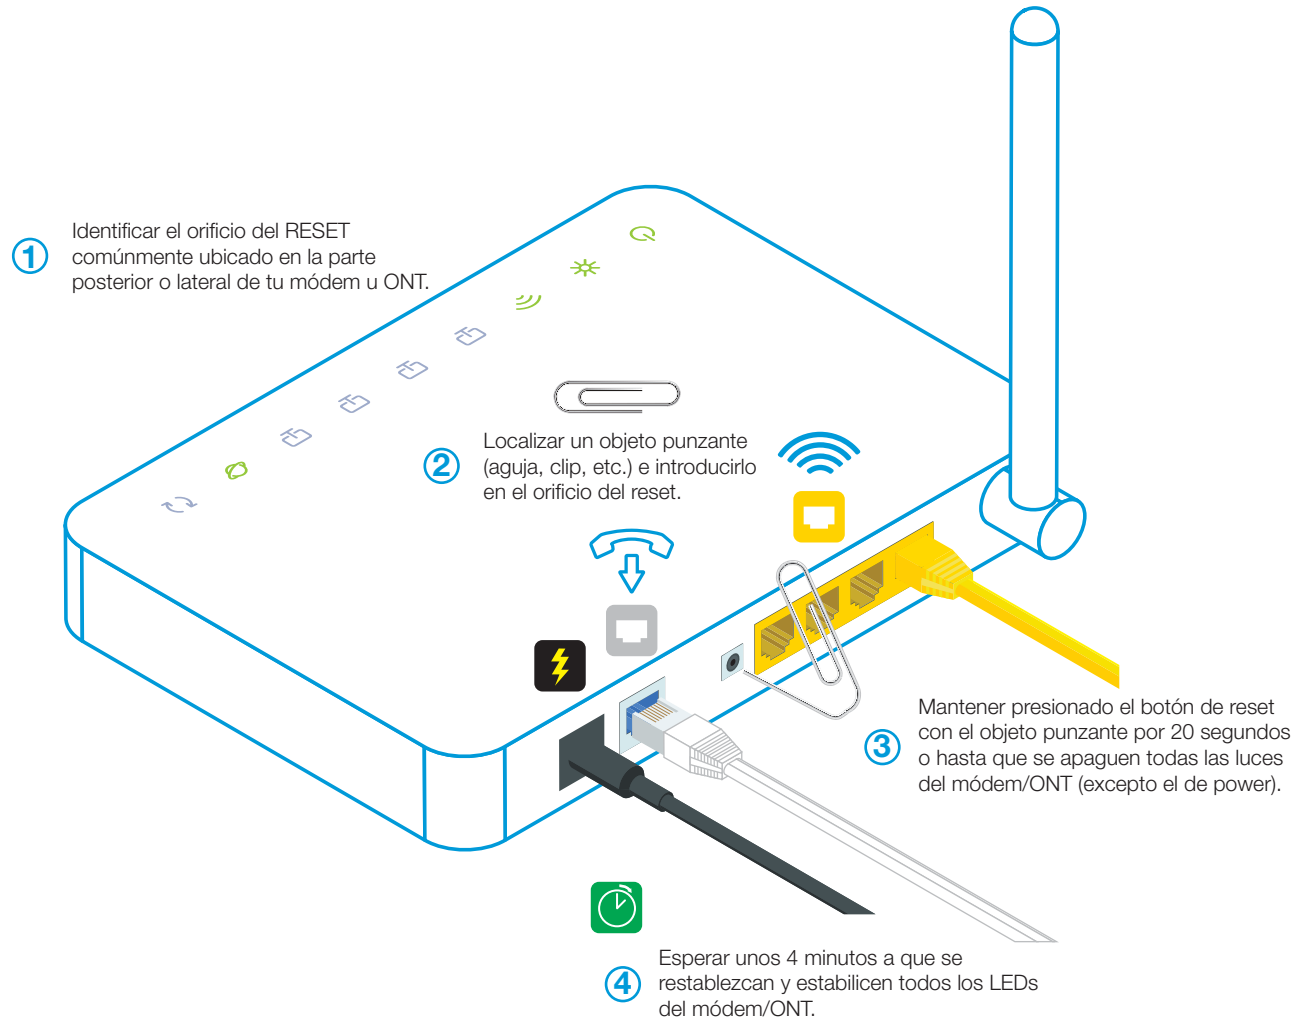 1
Identificar el orificio del RESET
comúnmente ubicado en la parte
posterior o lateral de tu módem u ONT.
2
Localizar un objeto punzante
(aguja, clip, etc.) e introducirlo
en el orificio del reset.
3
Mantener presionado el botón de reset
con el objeto punzante por 20 segundos
o hasta que se apaguen todas las luces
del módem/ONT (excepto el de power).
4
Esperar unos 4 minutos a que se
restablezcan y estabilicen todos los LEDs
del módem/ONT.